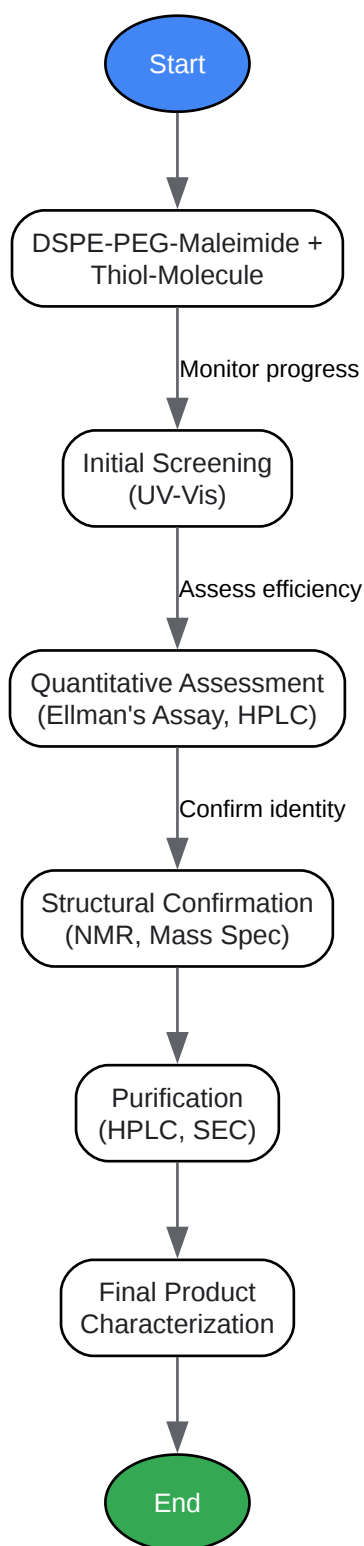 Start
DSPE-PEG-Maleimide +
Thiol-Molecule
Monitor progress
Initial Screening
(UV-Vis)
Assess efficiency
Quantitative Assessment
(Ellman's Assay, HPLC)
Confirm identity
Structural Confirmation
(NMR, Mass Spec)
Purification
(HPLC, SEC)
Final Product
Characterization
End